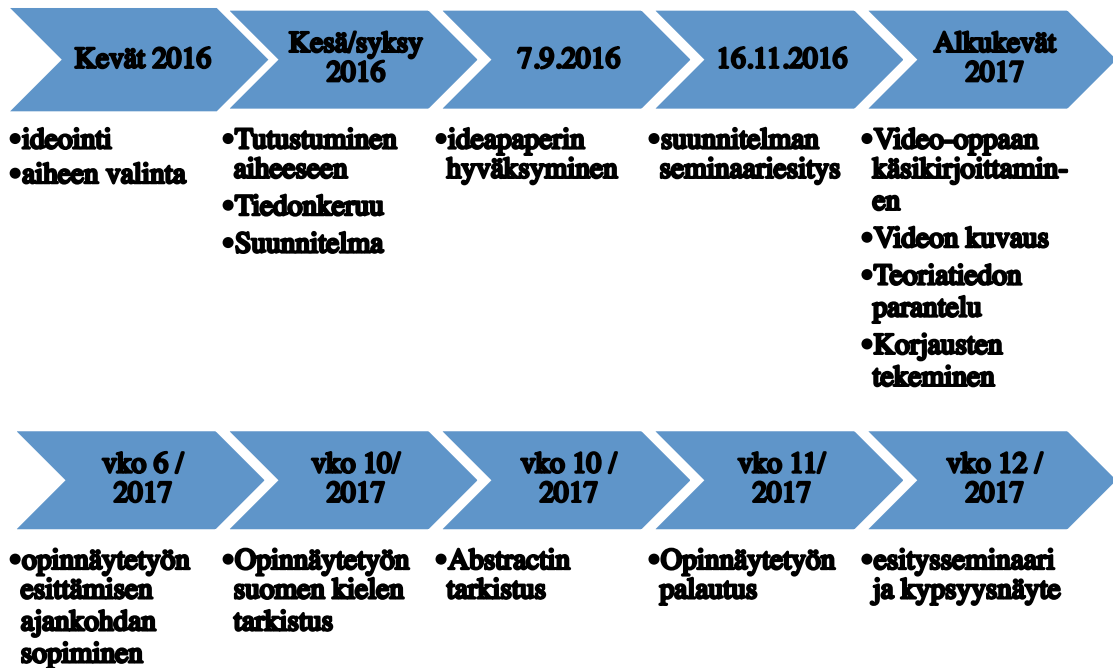 Kevät 2016
•ideointi
•aiheen valinta
Kesä/syksy
2016
•Tutustuminen
aiheeseen
•Tiedonkeruu
•Suunnitelma
7.9.2016
•ideapaperin
hyväksyminen
16.11.2016
•suunnitelman
seminaariesitys
Alkukevät
2017
•Video-oppaan
käsikirjoittamin-
en
•Videon kuvaus
•Teoriatiedon
parantelu
•Korjausten
tekeminen
vko 6 /
2017
•opinnäytetyön
esittämisen
ajankohdan
sopiminen
vko 10/
2017
•Opinnäytetyön
suomen kielen
tarkistus
vko 10 /
2017
•Abstractin
tarkistus
vko 11/
2017
•Opinnäytetyön
palautus
vko 12 /
2017
•esitysseminaari
ja kypsyysnäyte